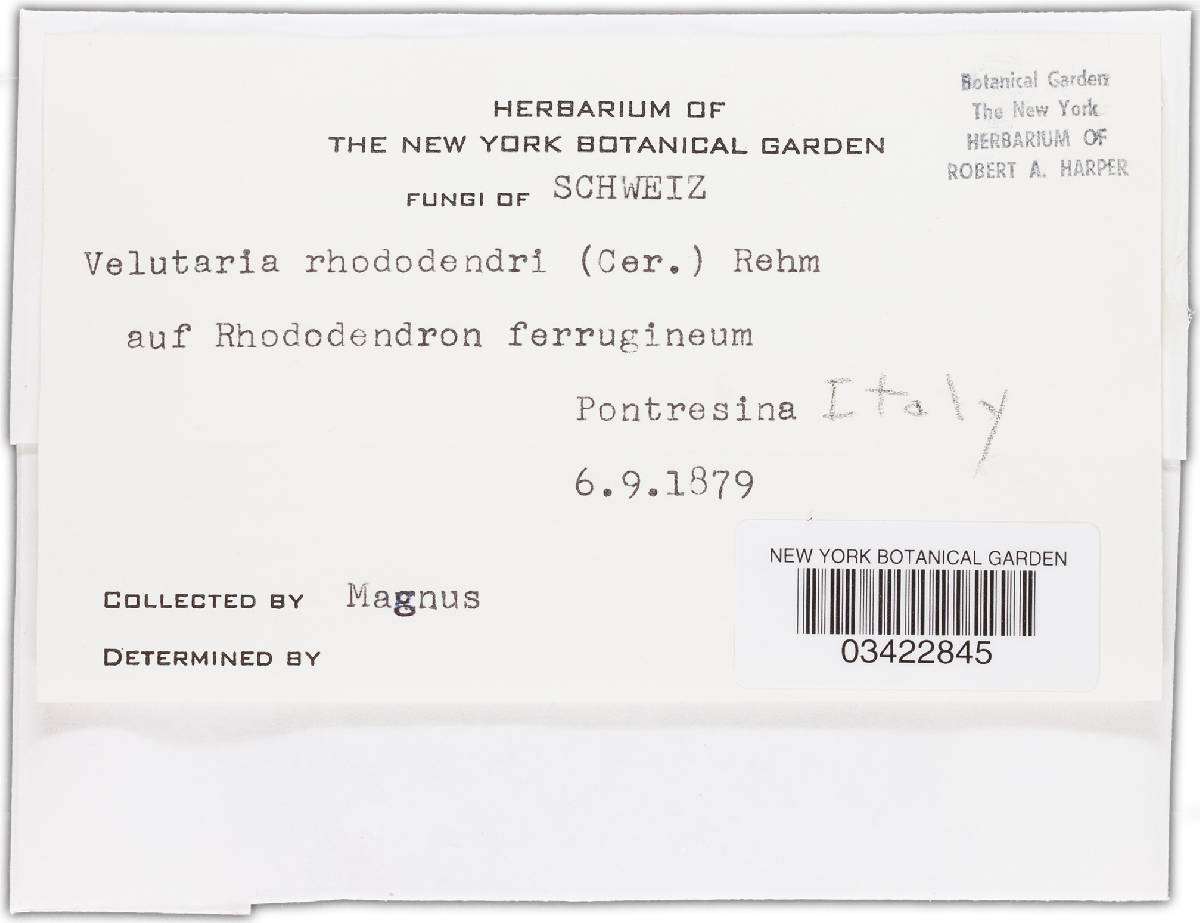 HERBARIUM OF
THE NEW YORK BOTANICAL GARDEN
FUNGI OF SCHWEIZ
Botanical Garden
The New York
HERBARIUM OF
ROBERT A. HARPER
Velutaria rhododendri (Cer.) Rehm
auf Rhododendron ferrugineum
Pontresina Italy
6.9.1879
COLLECTED BY Magnus
DETERMINED BY
NEW YORK BOTANICAL GARDEN
03422845